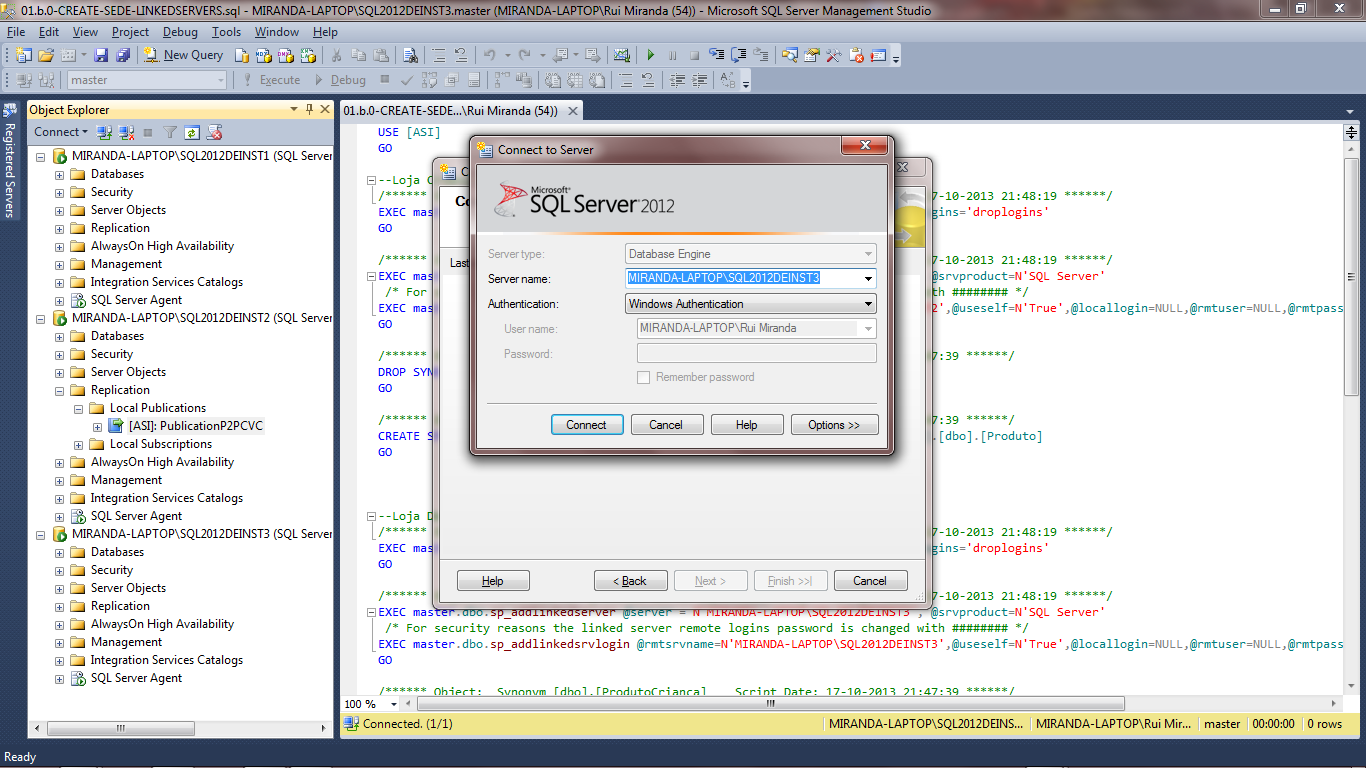 01.b.0-CREATE-SEDE-LINKEDSERVERS.sql - MIRANDA-LAPTOP\SQL2012DEINST3.master (MIRANDA-LAPTOP\Rui Miranda (54)) - Microsoft SQL Server Management Studio
File Edit View Project Debug Tools Window Help
New Query
master Execute Debug
Registered Servers
Object Explorer
Connect
MIRANDA-LAPTOP\SQL2012DEINST1 (SQL Server
Databases
Security
Server Objects
Replication
AlwaysOn High Availability
Management
Integration Services Catalogs
SQL Server Agent
MIRANDA-LAPTOP\SQL2012DEINST2 (SQL Server
Databases
Security
Server Objects
Replication
Local Publications
[ASI]: PublicationP2PCVC
Local Subscriptions
AlwaysOn High Availability
Management
Integration Services Catalogs
SQL Server Agent
MIRANDA-LAPTOP\SQL2012DEINST3 (SQL Server
Databases
Security
Server Objects
Replication
AlwaysOn High Availability
Management
Integration Services Catalogs
SQL Server Agent
01.b.0-CREATE-SEDE...\Rui Miranda (54))
USE [ASI]
GO
--Loja C
/****** 7-10-2013 21:48:19 ******/
EXEC mas gins='droplogins'
GO
/****** 7-10-2013 21:48:19 ******/
EXEC mas @srvproduct=N'SQL Server'
/* For th ######## */
EXEC mas 2',@useself=N'True',@locallogin=NULL,@rmtuser=NULL,@rmtpass
GO
/****** 7:39 ******/
DROP SYN
GO
/****** 7:39 ******/
CREATE S .[dbo].[Produto]
GO
--Loja D
/****** 7-10-2013 21:48:19 ******/
EXEC mas gins='droplogins'
GO
/****** 7-10-2013 21:48:19 ******/
EXEC master.dbo.sp_addlinkedserver @server = N'MIRANDA-LAPTOP\SQL2012DEINST3', @srvproduct=N'SQL Server'
/* For security reasons the linked server remote logins password is changed with ######## */
EXEC master.dbo.sp_addlinkedsrvlogin @rmtsrvname=N'MIRANDA-LAPTOP\SQL2012DEINST3',@useself=N'True',@locallogin=NULL,@rmtuser=NULL,@rmtpass
GO
/****** Object: Synonym [dbo].[ProdutoCrianca] Script Date: 17-10-2013 21:47:39 ******/
Co
Last
Help < Back Next > Finish >>| Cancel
Connect to Server
Microsoft®
SQL Server® 2012
Server type: Database Engine
Server name: MIRANDA-LAPTOP\SQL2012DEINST3
Authentication: Windows Authentication
User name: MIRANDA-LAPTOP\Rui Miranda
Password:
Remember password
Connect Cancel Help Options >>
100 %
Connected. (1/1) MIRANDA-LAPTOP\SQL2012DEINS... MIRANDA-LAPTOP\Rui Mir... master 00:00:00 0 rows
Ready